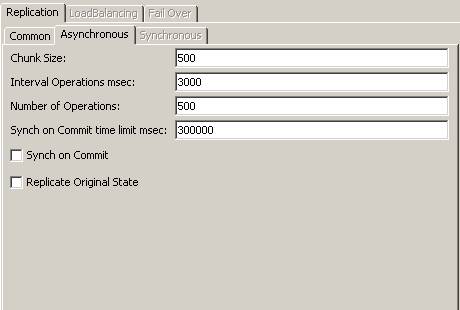 Replication LoadBalancing Fail Over
Common Asynchronous Synchronous
Chunk Size: 500
Interval Operations msec: 3000
Number of Operations: 500
Synch on Commit time limit msec: 300000
Synch on Commit
Replicate Original State